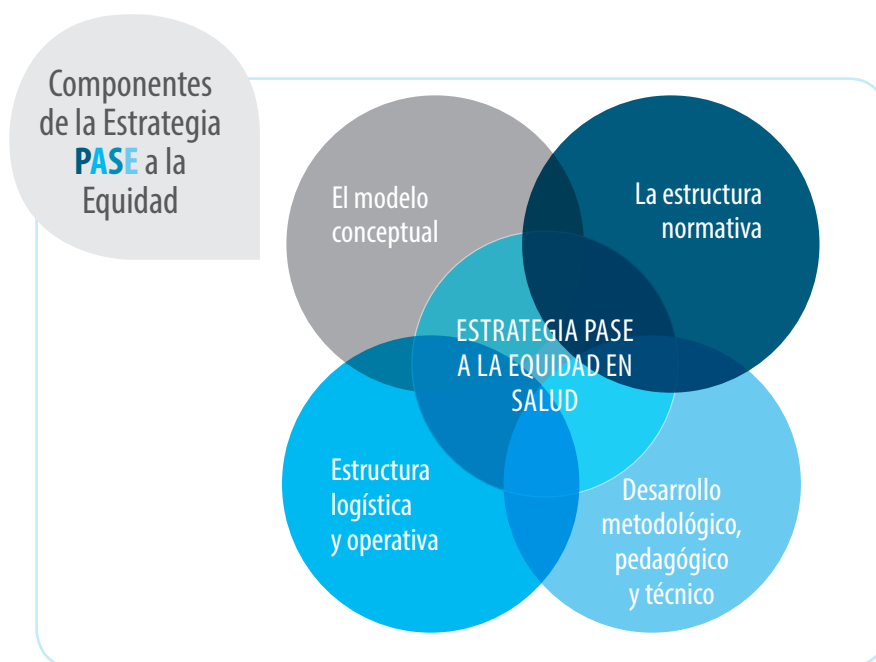 Componentes
de la Estrategia
PASE a la
Equidad
El modelo
conceptual
La estructura
normativa
ESTRATEGIA PASE
A LA EQUIDAD EN
SALUD
Estructura
logística
y operativa
Desarrollo
metodológico,
pedagógico
y técnico